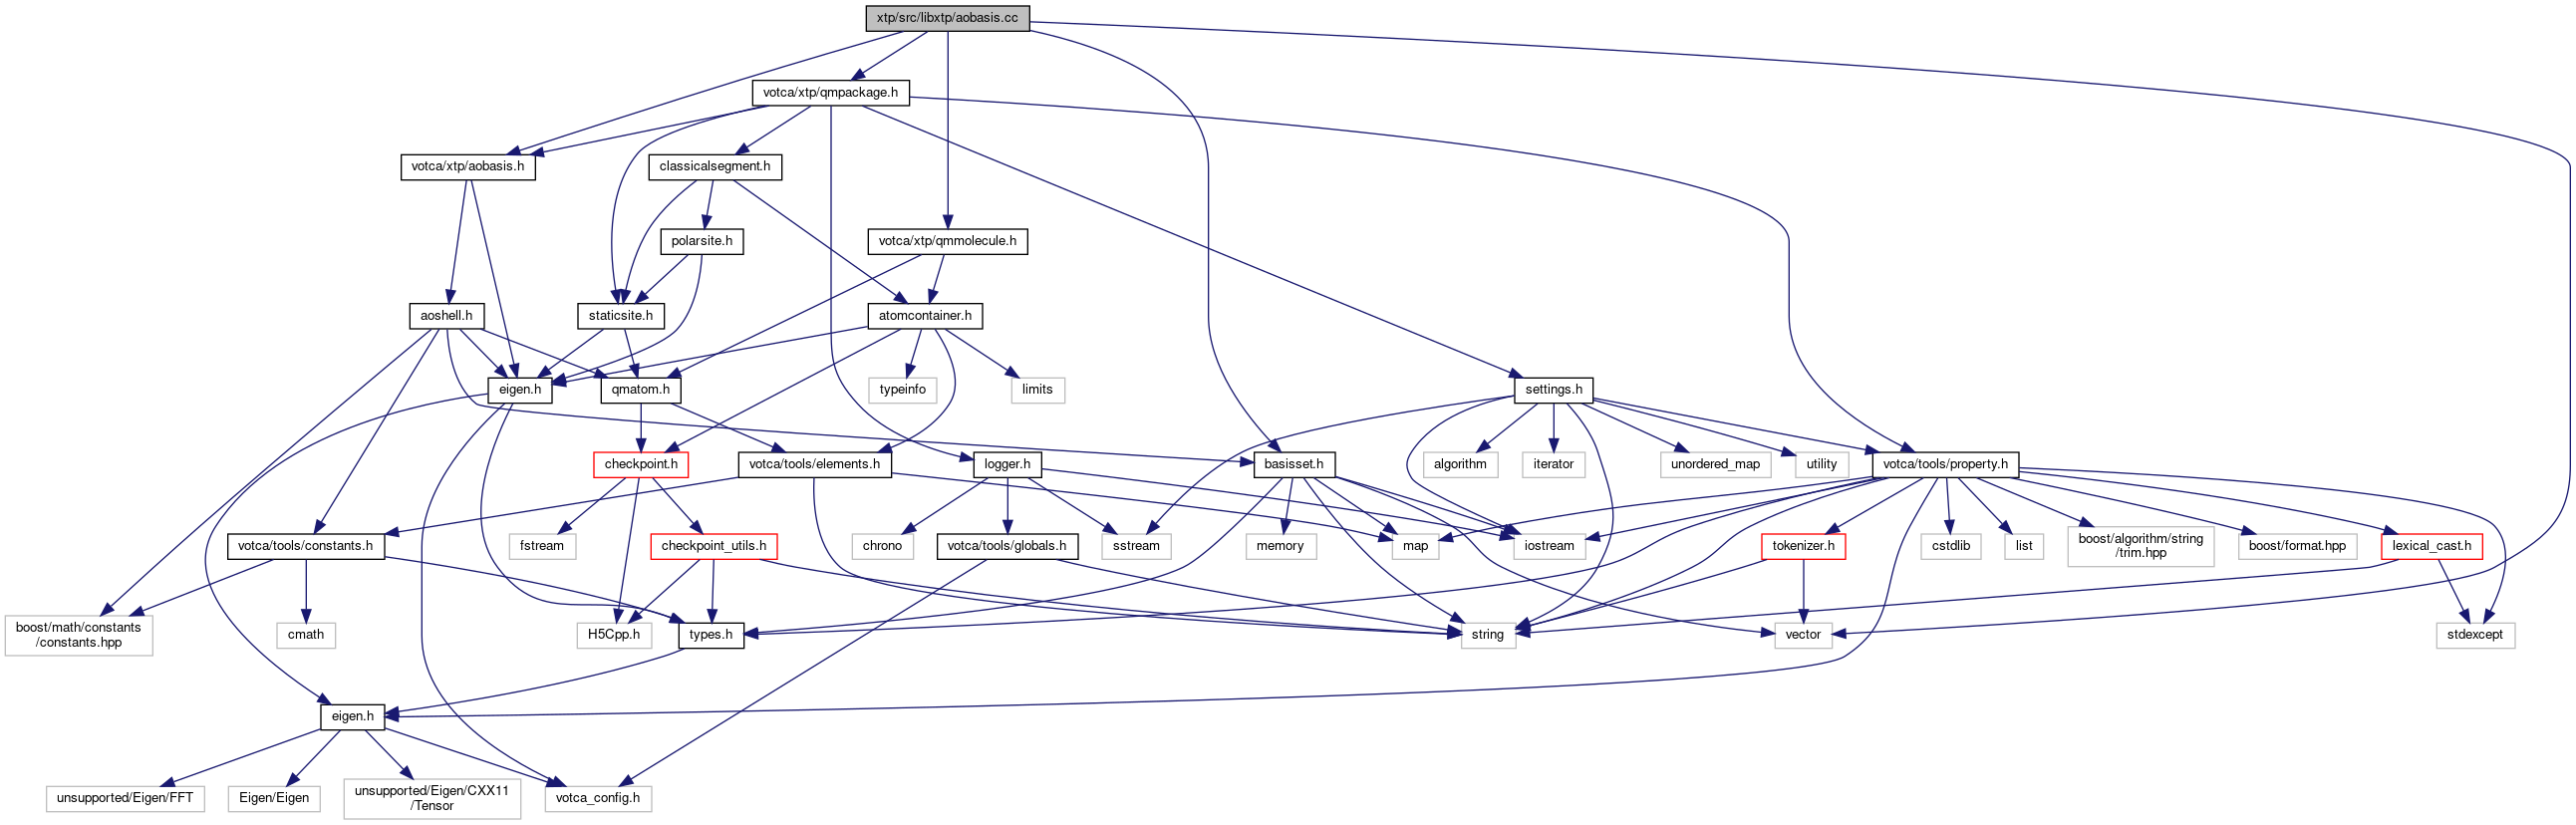 xtp/src/libxtp/aobasis.cc
votca/xtp/qmpackage.h
votca/xtp/aobasis.h
classicalsegment.h
polarsite.h
votca/xtp/qmmolecule.h
aoshell.h
staticsite.h
atomcontainer.h
eigen.h
qmatom.h
typeinfo
limits
settings.h
checkpoint.h
votca/tools/elements.h
logger.h
basisset.h
algorithm
iterator
unordered_map
utility
votca/tools/property.h
votca/tools/constants.h
fstream
checkpoint_utils.h
chrono
votca/tools/globals.h
sstream
memory
map
iostream
tokenizer.h
cstdlib
list
boost/algorithm/string
/trim.hpp
boost/format.hpp
lexical_cast.h
boost/math/constants
/constants.hpp
cmath
H5Cpp.h
types.h
string
vector
stdexcept
eigen.h
unsupported/Eigen/FFT
Eigen/Eigen
unsupported/Eigen/CXX11
/Tensor
votca_config.h